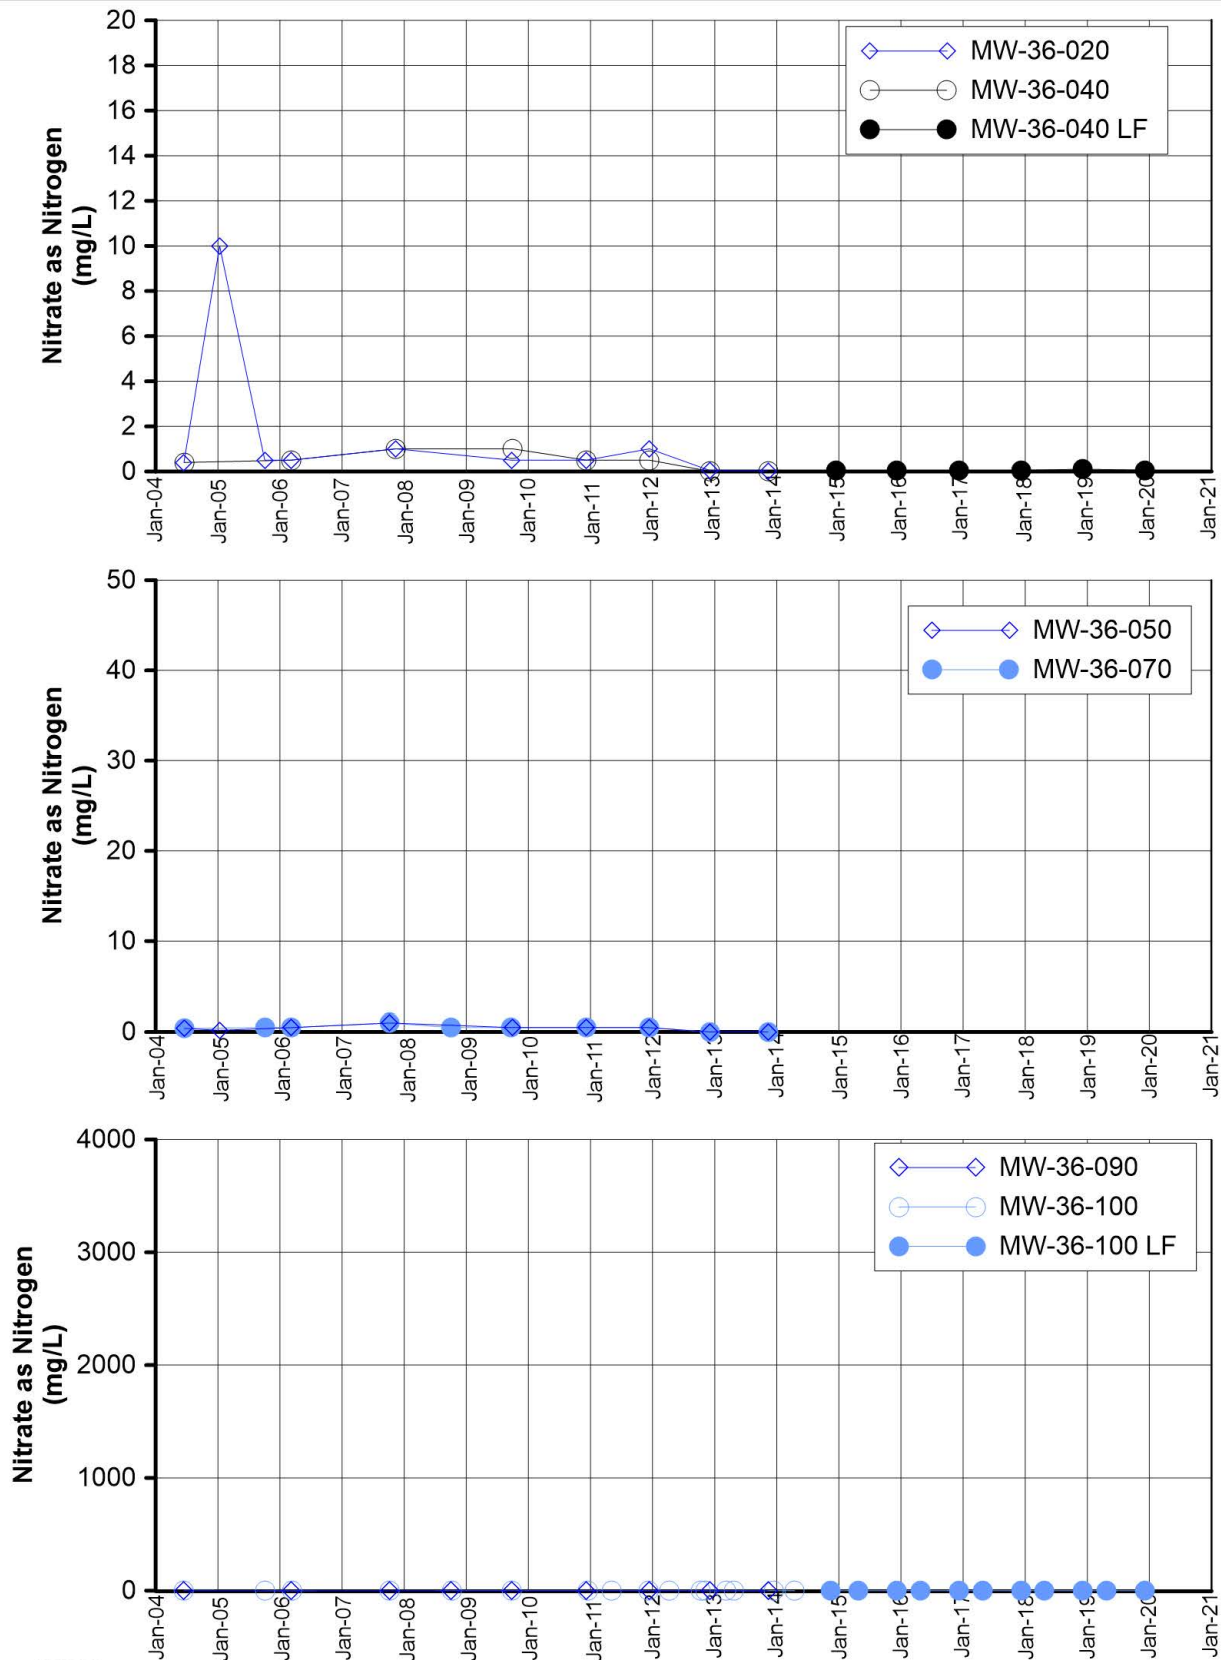 20
18
16
14
12
10
8
6
4
2
0
Nitrate as Nitrogen
(mg/L)
MW-36-020
MW-36-040
MW-36-040 LF
Jan-04
Jan-05
Jan-06
Jan-07
Jan-08
Jan-09
Jan-10
Jan-11
Jan-12
Jan-13
Jan-14
Jan-15
Jan-16
Jan-17
Jan-18
Jan-19
Jan-20
Jan-21
50
40
30
20
10
0
Nitrate as Nitrogen
(mg/L)
MW-36-050
MW-36-070
Jan-04
Jan-05
Jan-06
Jan-07
Jan-08
Jan-09
Jan-10
Jan-11
Jan-12
Jan-13
Jan-14
Jan-15
Jan-16
Jan-17
Jan-18
Jan-19
Jan-20
Jan-21
4000
3000
2000
1000
0
Nitrate as Nitrogen
(mg/L)
MW-36-090
MW-36-100
MW-36-100 LF
Jan-04
Jan-05
Jan-06
Jan-07
Jan-08
Jan-09
Jan-10
Jan-11
Jan-12
Jan-13
Jan-14
Jan-15
Jan-16
Jan-17
Jan-18
Jan-19
Jan-20
Jan-21